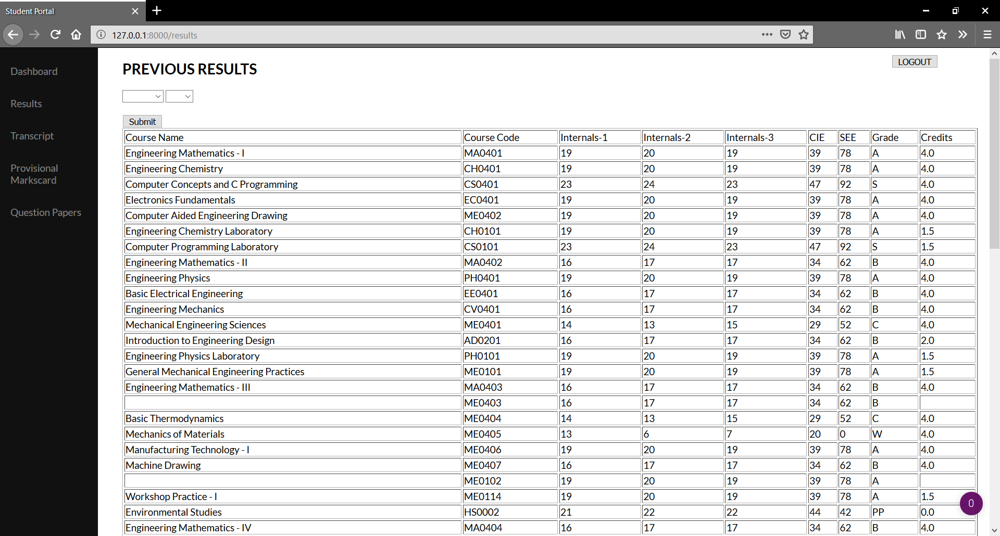 Student Portal
127.0.0.1:8000/results
Dashboard
Results
Transcript
Provisional
Markscard
Question Papers
PREVIOUS RESULTS
LOGOUT
Submit
Course Name Course Code Internals-1 Internals-2 Internals-3 CIE SEE Grade Credits
Engineering Mathematics - I MA0401 19 20 19 39 78 A 4.0
Engineering Chemistry CH0401 19 20 19 39 78 A 4.0
Computer Concepts and C Programming CS0401 23 24 23 47 92 S 4.0
Electronics Fundamentals EC0401 19 20 19 39 78 A 4.0
Computer Aided Engineering Drawing ME0402 19 20 19 39 78 A 4.0
Engineering Chemistry Laboratory CH0101 19 20 19 39 78 A 1.5
Computer Programming Laboratory CS0101 23 24 23 47 92 S 1.5
Engineering Mathematics - II MA0402 16 17 17 34 62 B 4.0
Engineering Physics PH0401 19 20 19 39 78 A 4.0
Basic Electrical Engineering EE0401 16 17 17 34 62 B 4.0
Engineering Mechanics CV0401 16 17 17 34 62 B 4.0
Mechanical Engineering Sciences ME0401 14 13 15 29 52 C 4.0
Introduction to Engineering Design AD0201 16 17 17 34 62 B 2.0
Engineering Physics Laboratory PH0101 19 20 19 39 78 A 1.5
General Mechanical Engineering Practices ME0101 19 20 19 39 78 A 1.5
Engineering Mathematics - III MA0403 16 17 17 34 62 B 4.0
ME0403 16 17 17 34 62 B
Basic Thermodynamics ME0404 14 13 15 29 52 C 4.0
Mechanics of Materials ME0405 13 6 7 20 0 W 4.0
Manufacturing Technology - I ME0406 19 20 19 39 78 A 4.0
Machine Drawing ME0407 16 17 17 34 62 B 4.0
ME0102 19 20 19 39 78 A
Workshop Practice - I ME0114 19 20 19 39 78 A 1.5
Environmental Studies HS0002 21 22 22 44 42 PP 0.0
Engineering Mathematics - IV MA0404 16 17 17 34 62 B 4.0
0